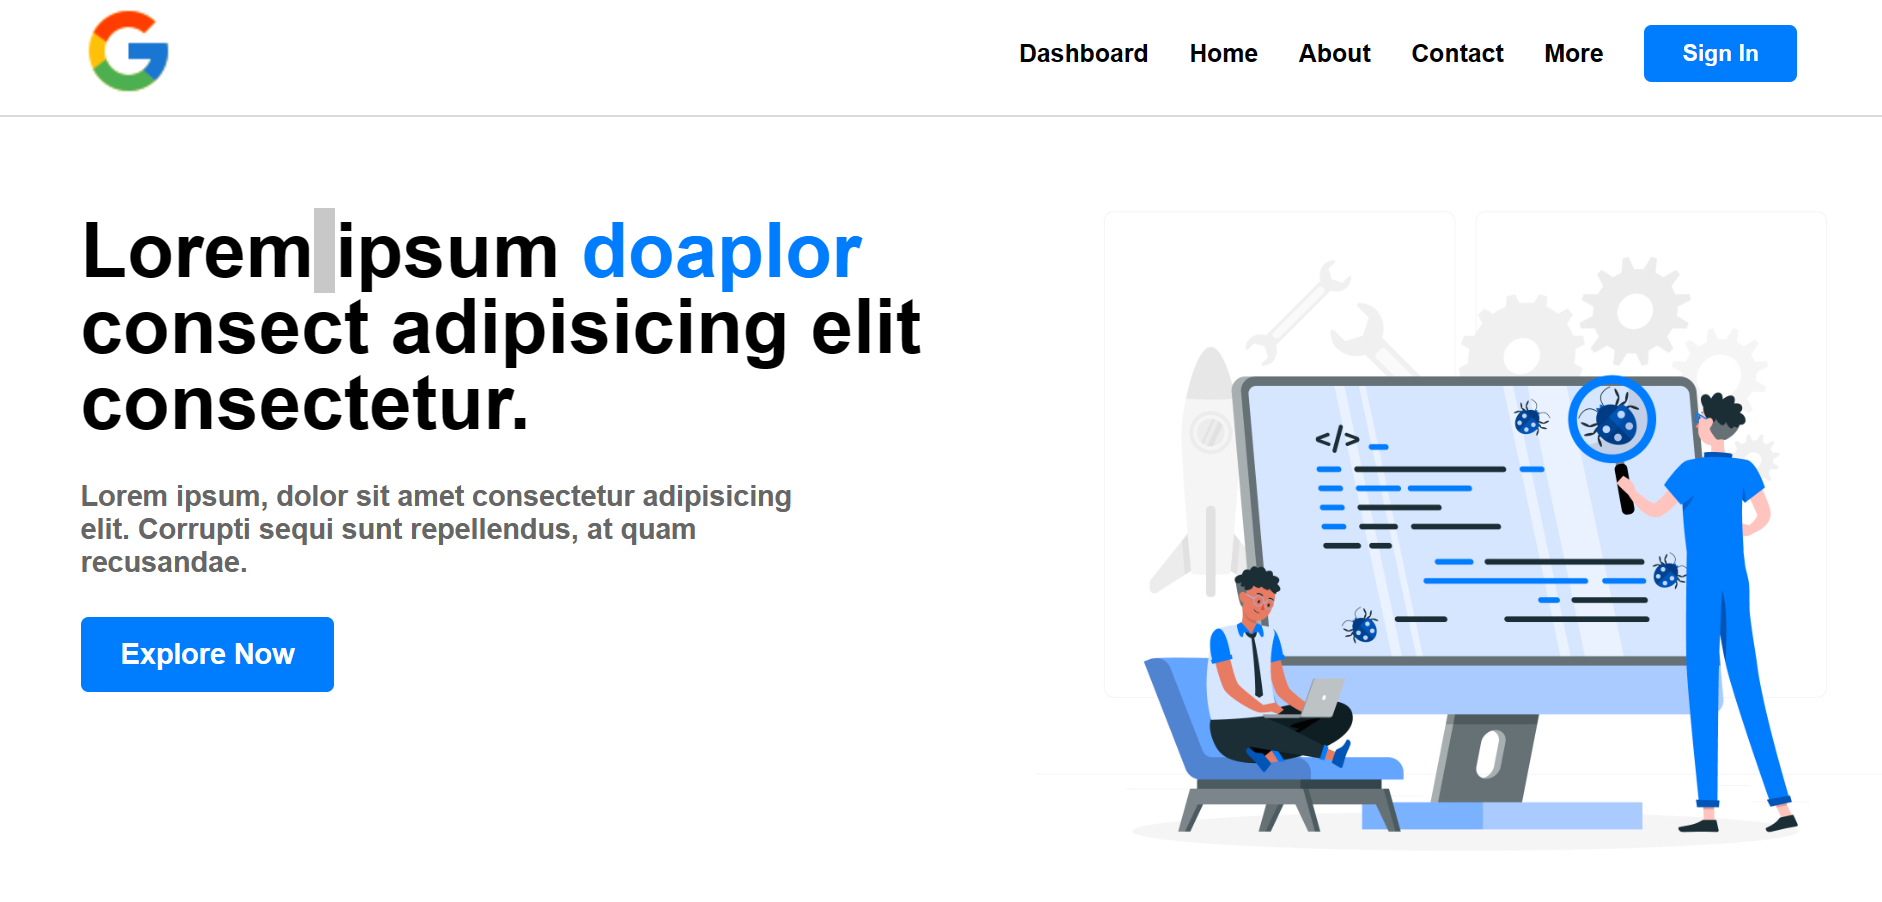 G
Dashboard Home About Contact More Sign In
Lorem ipsum doaplor
consect adipisicing elit
consectetur.
Lorem ipsum, dolor sit amet consectetur adipisicing
elit. Corrupti sequi sunt repellendus, at quam
recusandae.
Explore Now
</>